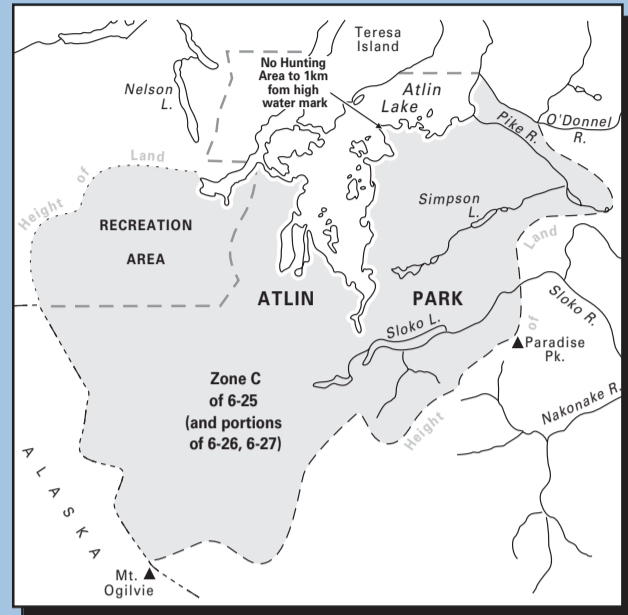 Teresa
Island
No Hunting
Area to 1km
fom high
water mark
Nelson
L.
Atlin
Lake
Pike R.
O'Donnel
R.
Height of Land
Simpson
L.
RECREATION
AREA
Land
ATLIN PARK
Sloko R.
Sloko L.
of
Paradise
Pk.
Zone C
of 6-25
(and portions
of 6-26, 6-27)
Nakonake R.
Height
ALASKA
Mt.
Ogilvie